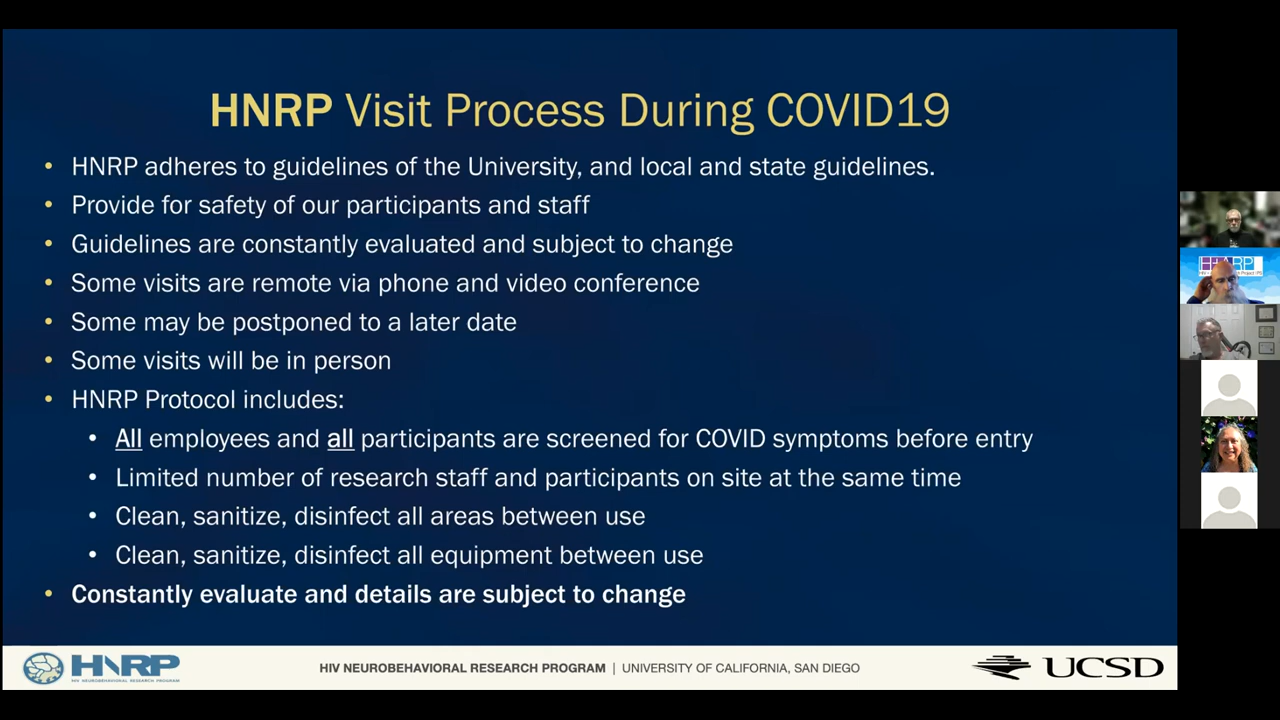 HNRP Visit Process During COVID19
• HNRP adheres to guidelines of the University, and local and state guidelines.
• Provide for safety of our participants and staff
• Guidelines are constantly evaluated and subject to change
• Some visits are remote via phone and video conference
• Some may be postponed to a later date
• Some visits will be in person
• HNRP Protocol includes:
• All employees and all participants are screened for COVID symptoms before entry
• Limited number of research staff and participants on site at the same time
• Clean, sanitize, disinfect all areas between use
• Clean, sanitize, disinfect all equipment between use
• Constantly evaluate and details are subject to change
HNRP
HIV NEUROBEHAVIORAL RESEARCH PROGRAM
HIV NEUROBEHAVIORAL RESEARCH PROGRAM | UNIVERSITY OF CALIFORNIA, SAN DIEGO
UCSD